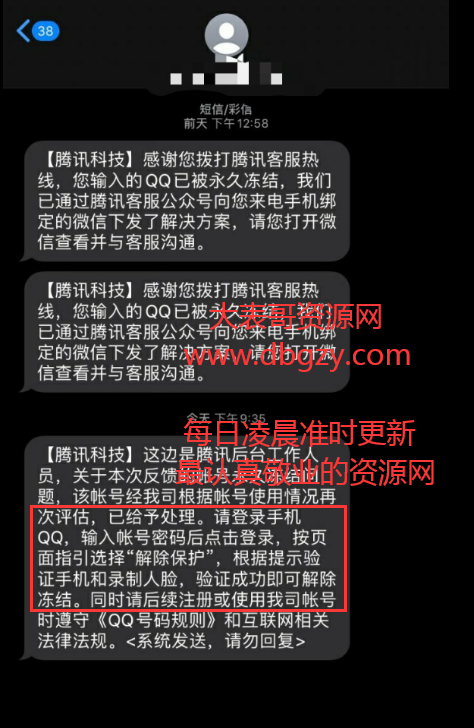 38
短信/彩信
前天 下午12:58
【腾讯科技】感谢您拨打腾讯客服热
线，您输入的QQ已被永久冻结，我们
已通过腾讯客服公众号向您来电手机绑
定的微信下发了解决方案，请您打开微
信查看并与客服沟通。
【腾讯科技】感谢您拨打腾讯客服热
线，您输入的QQ已被永久冻结，我们
已通过腾讯客服公众号向您来电手机绑
定的微信下发了解决方案，请您打开微
信查看并与客服沟通。
大表哥资源网
www.dbgzy.com
今天 下午9:35
每日凌晨准时更新
最认真敬业的资源网
【腾讯科技】这边是腾讯后台工作人
员，关于本次反馈的帐号
题，该帐号经我司根据帐号使用情况再
次评估，已给予处理。请登录手机
QQ，输入帐号密码后点击登录，按页
面指引选择“解除保护”，根据提示验
证手机和录制人脸，验证成功即可解除
冻结。同时请后续注册或使用我司帐号
时遵守《QQ号码规则》和互联网相关
法律法规。<系统发送，请勿回复>